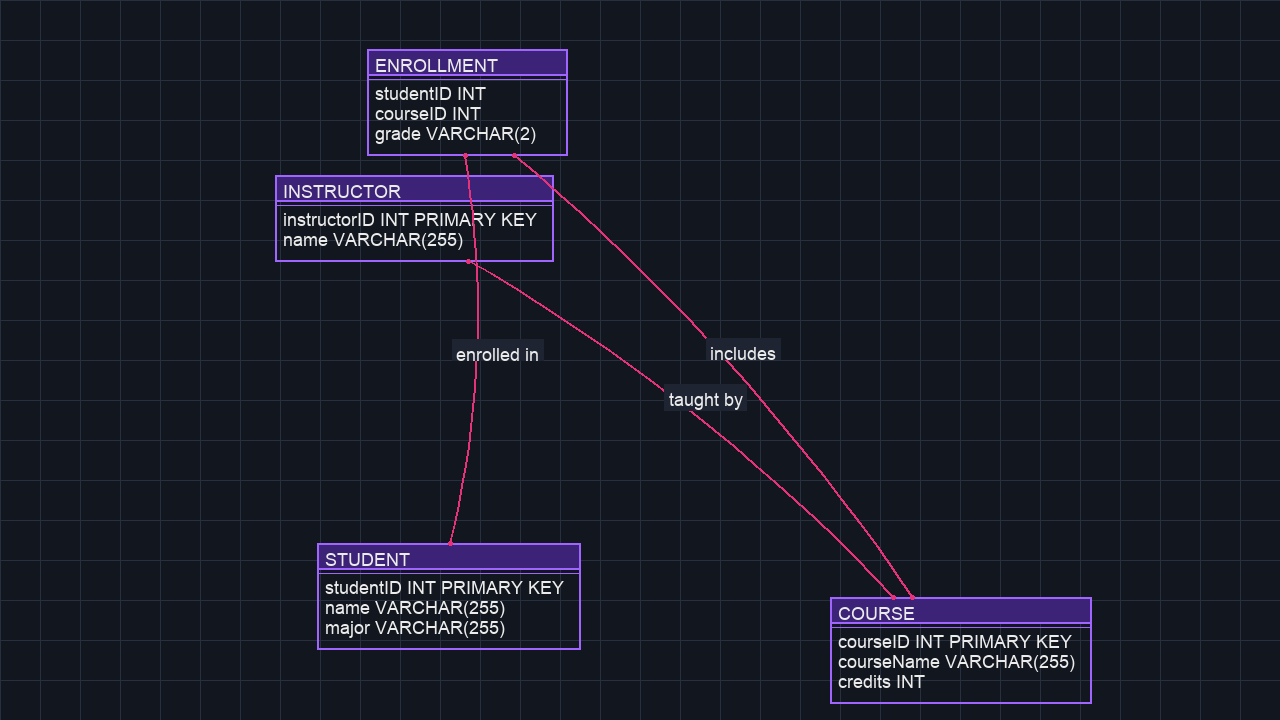 ENROLLMENT
studentID INT
courseID INT
grade VARCHAR(2)
INSTRUCTOR
instructorID INT PRIMARY KEY
name VARCHAR(255)
enrolled in
includes
taught by
STUDENT
studentID INT PRIMARY KEY
name VARCHAR(255)
major VARCHAR(255)
COURSE
courseID INT PRIMARY KEY
courseName VARCHAR(255)
credits INT